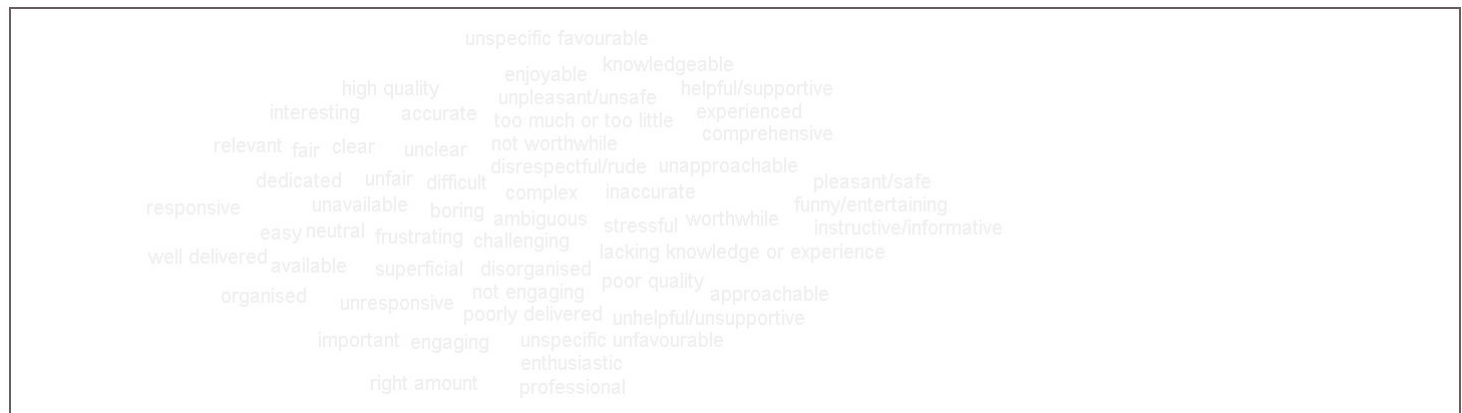 unspecific favourable
enjoyable knowledgeable
high quality unpleasant/unsafe helpful/supportive
interesting accurate too much or too little experienced
relevant fair clear unclear not worthwhile comprehensive
disrespectful/rude unapproachable
dedicated unfair difficult complex inaccurate pleasant/safe
responsive unavailable boring ambiguous stressful worthwhile funny/entertaining
easy neutral frustrating challenging instructive/informative
well delivered available superficial disorganised lacking knowledge or experience
organised unresponsive not engaging poor quality approachable
poorly delivered unhelpful/unsupportive
important engaging unspecific unfavourable
enthusiastic
right amount professional